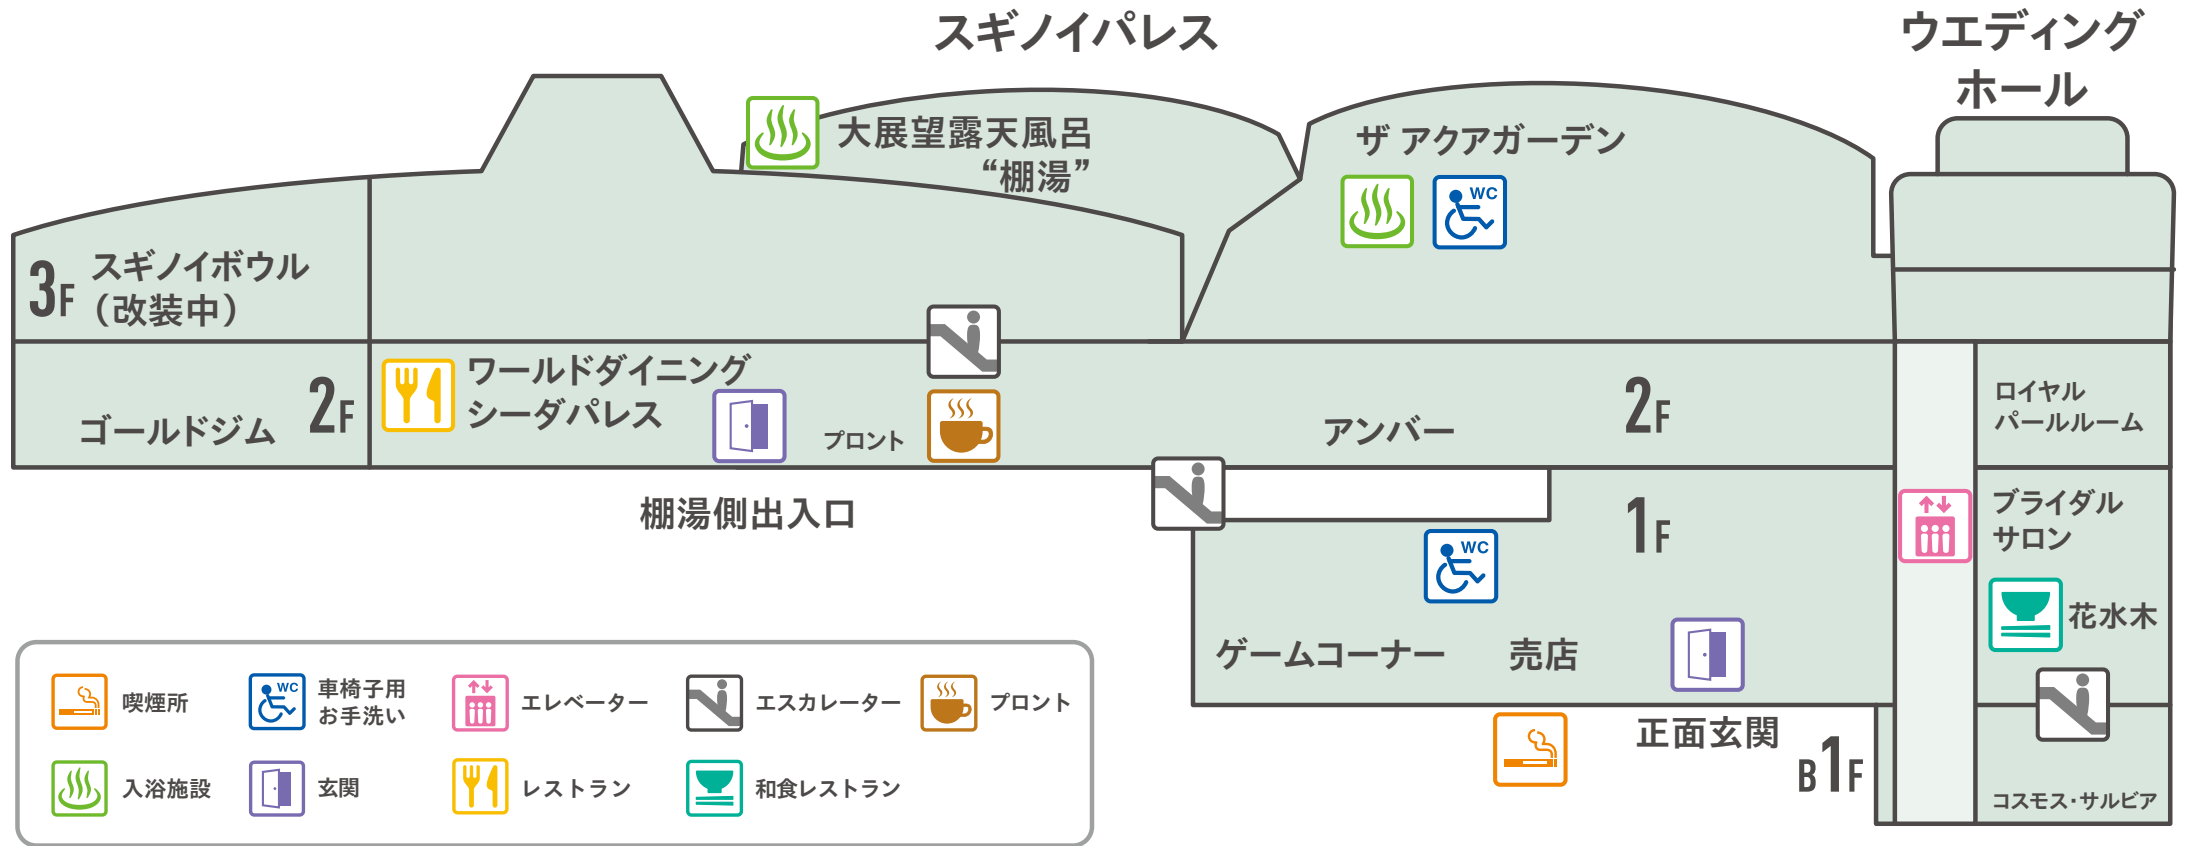 スギノイパレス
ウエディング
ホール
大展望露天風呂
“棚湯”
ザ アクアガーデン
WC
3F
スギノイボウル
（改装中）
ゴールドジム
2F
ワールドダイニング
シーダパレス
プロント
アンバー
2F
ロイヤル
パールルーム
棚湯側出入口
1F
WC
ブライダル
サロン
花水木
ゲームコーナー
売店
正面玄関
B1F
コスモス・サルビア
喫煙所
WC
車椅子用
お手洗い
エレベーター
エスカレーター
プロント
入浴施設
玄関
レストラン
和食レストラン